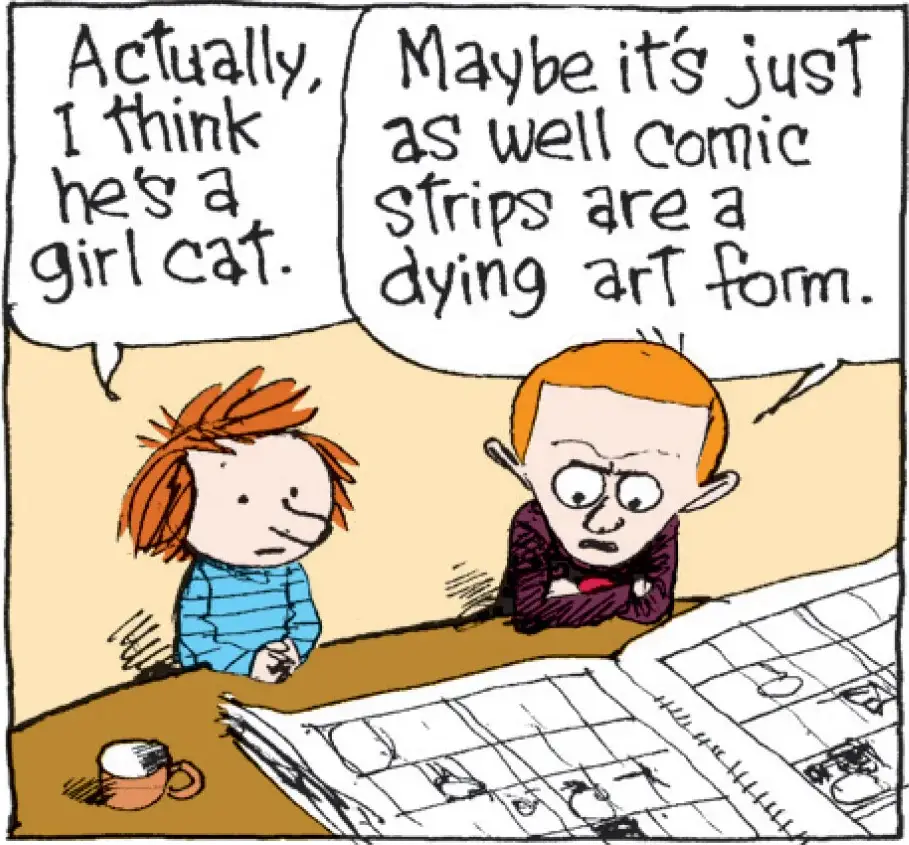 Actually,
I think
he's a
girl cat.
Maybe it's just
as well comic
strips are a
dying art form.